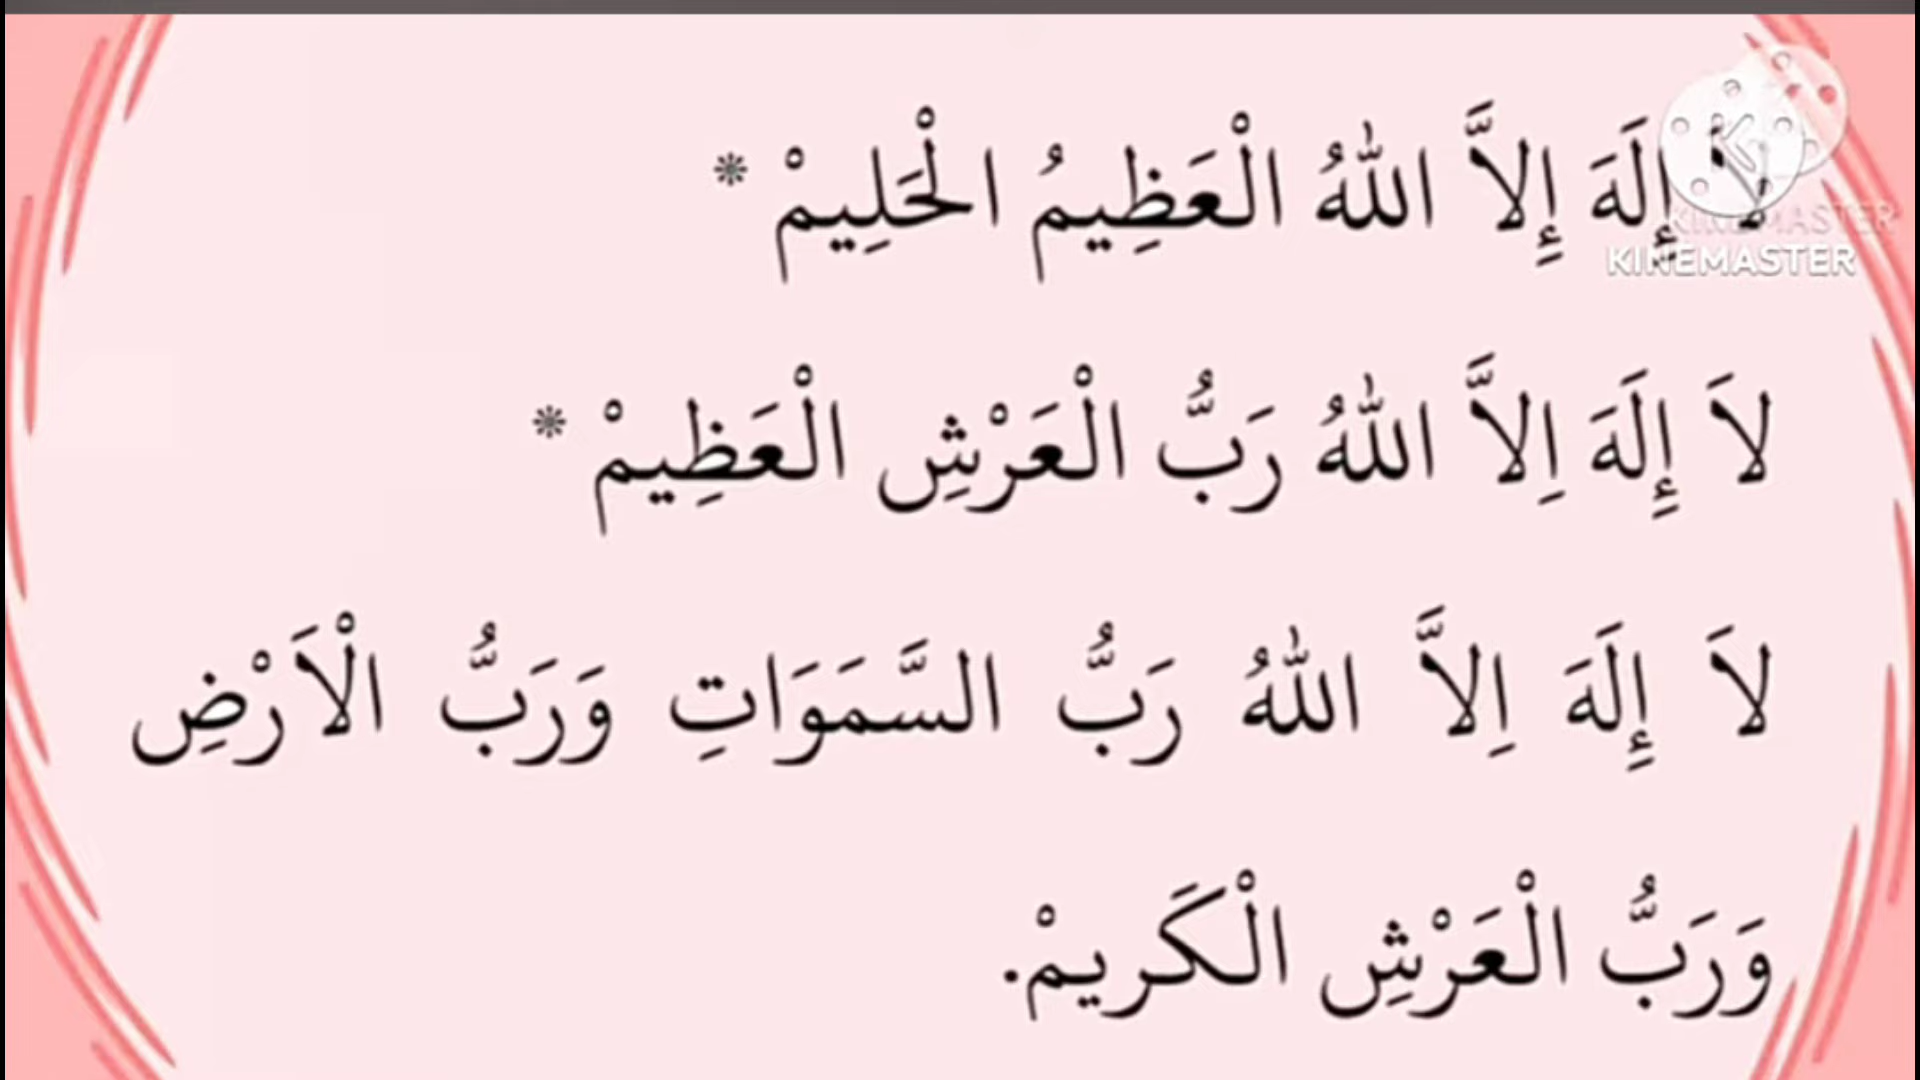 لاَ إِلَهَ إِلاَّ اللهُ الْعَظِيمُ الْحَلِيمْ *
لاَ إِلَهَ اِلاَّ اللهُ رَبُّ الْعَرْشِ الْعَظِيمْ *
لاَ إِلَهَ اِلاَّ اللهُ رَبُّ السَّمَوَاتِ وَرَبُّ الْاَرْضِ
وَرَبُّ الْعَرْشِ الْكَرِيمْ.
KINEMASTER
KINEMASTER